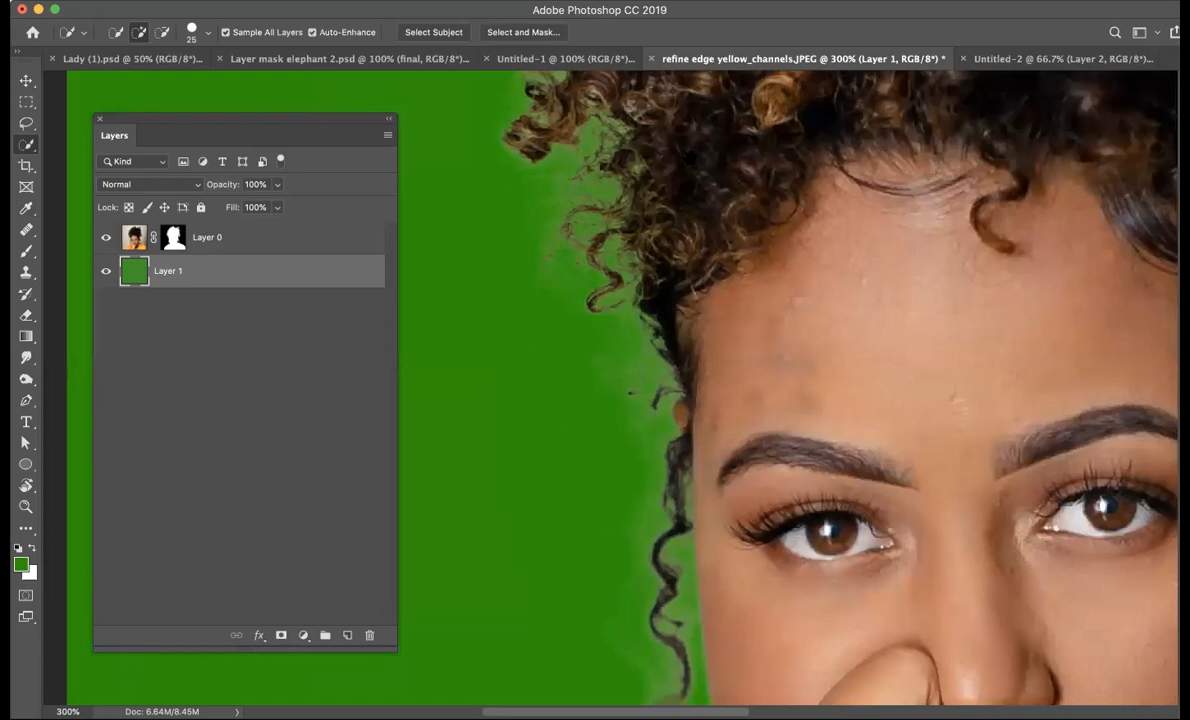 Adobe Photoshop CC 2019
25
Sample All Layers
Auto-Enhance
Select Subject
Select and Mask...
Lady (1).psd @ 50% (RGB/8*)...
Layer mask elephant 2.psd @ 100% (final, RGB/8*)...
Untitled-1 @ 100% (RGB/8*)...
refine edge yellow_channels.JPEG @ 300% (Layer 1, RGB/8*) *
Untitled-2 @ 66.7% (Layer 2, RGB/8*)...
Layers
Kind
Normal
Opacity: 100%
Lock:
Fill: 100%
Layer 0
Layer 1
fx
300%
Doc: 6.64M/8.45M